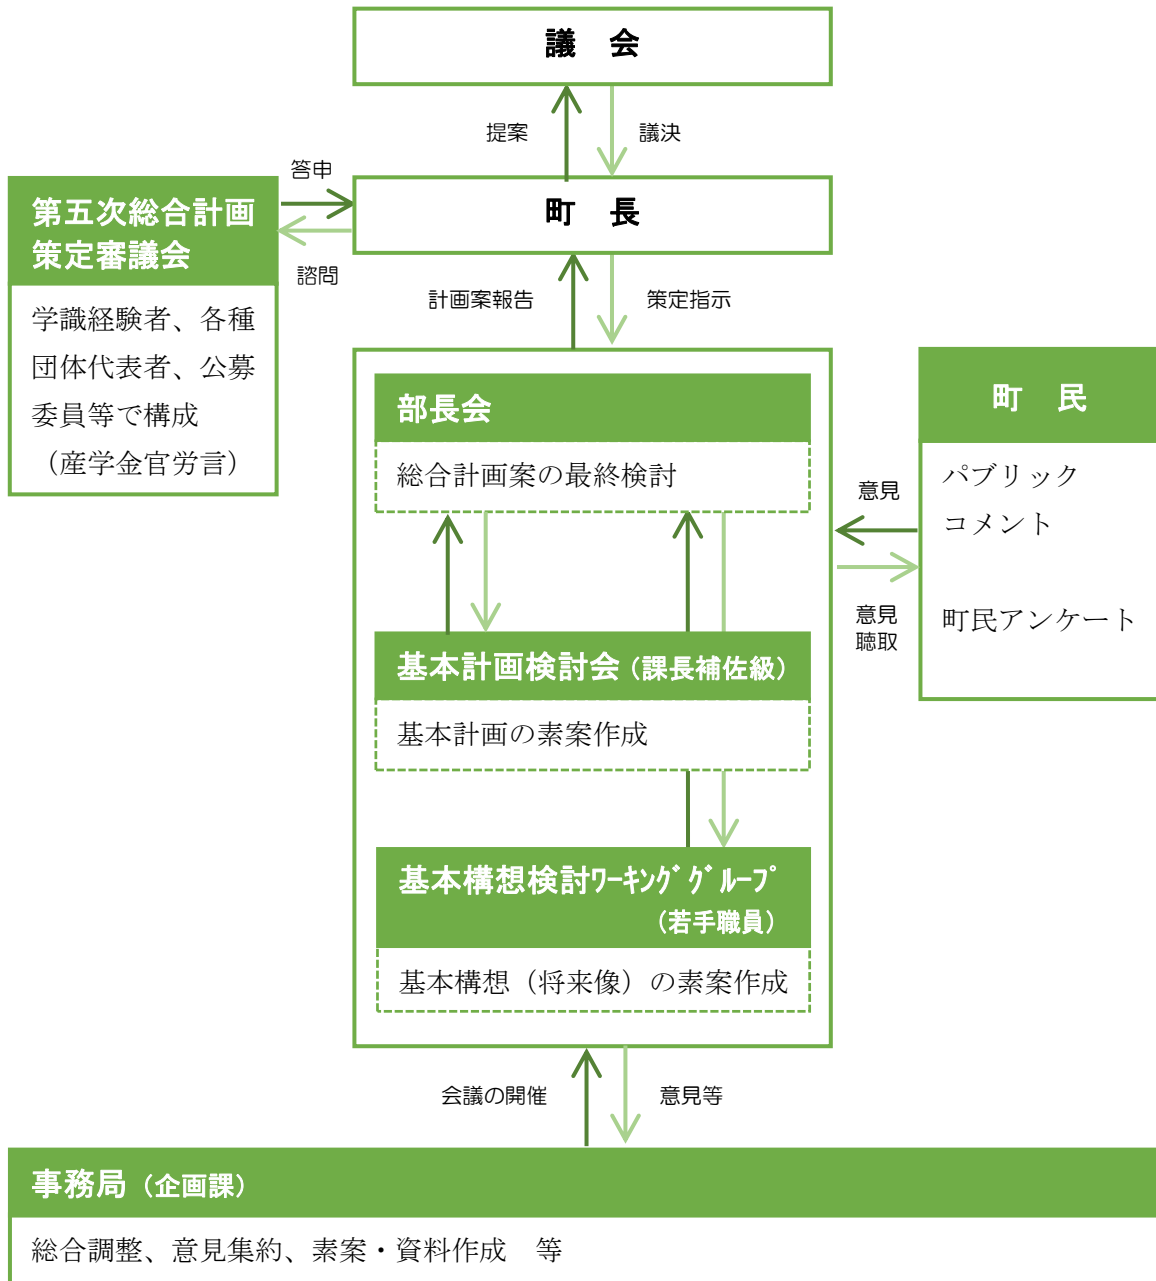 議　会
提案
議決
答申
第五次総合計画
策定審議会
町　長
諮問
学識経験者、各種
団体代表者、公募
委員等で構成
（産学金官労言）
計画案報告
策定指示
部長会
総合計画案の最終検討
町　民
パブリック
コメント
町民アンケート
意見
意見
聴取
基本計画検討会（課長補佐級）
基本計画の素案作成
基本構想検討ﾜｰｷﾝｸﾞｸﾞﾙｰﾌﾟ
（若手職員）
基本構想（将来像）の素案作成
会議の開催
意見等
事務局（企画課）
総合調整、意見集約、素案・資料作成　等